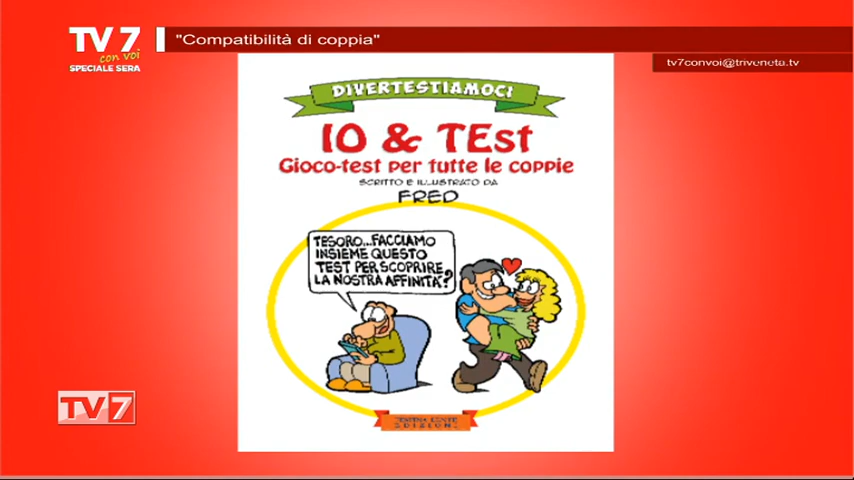 TV7
con voi
SPECIALE SERA
"Compatibilità di coppia"
tv7convoi@triveneta.tv
DIVERTESTIAMOCI
IO & TEst
Gioco-test per tutte le coppie
SCRITTO E ILLUSTRATO DA
FRED
TESORO...FACCIAMO
INSIEME QUESTO
TEST PER SCOPRIRE
LA NOSTRA AFFINITA'?
TV7
EDIZIONI